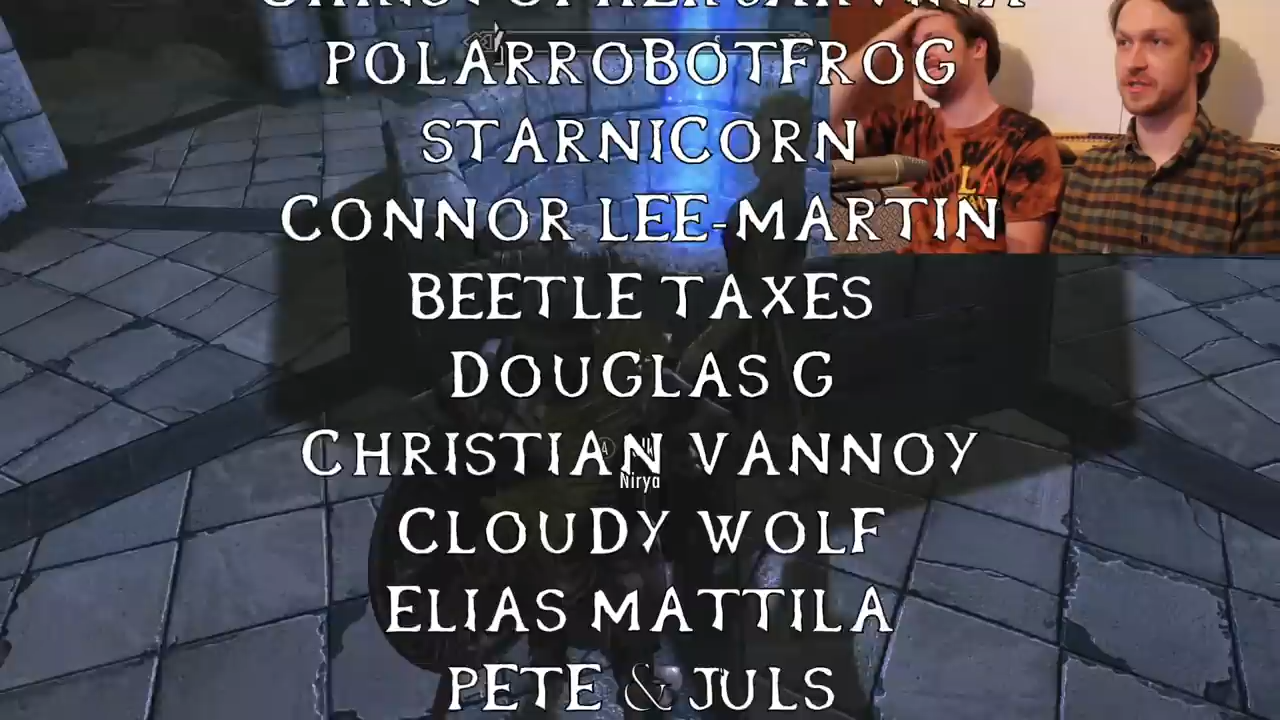 POLARROBOTFROG
STARNICORN
CONNOR LEE-MARTIN
BEETLE TAXES
DOUGLAS G
CHRISTIAN VANNOY
Nirya
CLOUDY WOLF
ELIAS MATTILA
PETE & JULS